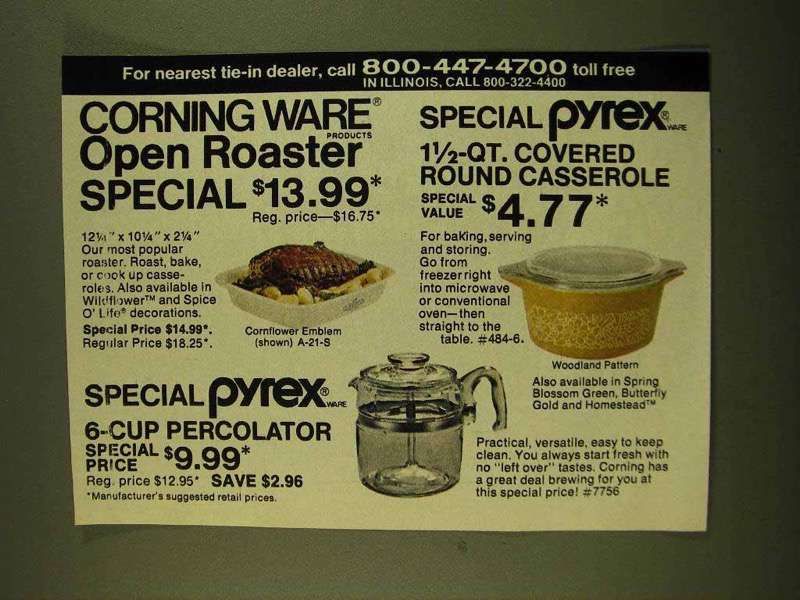 For nearest tie-in dealer, call 800-447-4700 toll free
IN ILLINOIS, CALL 800-322-4400
CORNING WARE®
PRODUCTS
Open Roaster
SPECIAL $13.99*
Reg. price—$16.75*
12¼" x 10¼" x 2¼"
Our most popular
roaster. Roast, bake,
or cook up casse-
roles. Also available in
Wildflower™ and Spice
O' Life® decorations.
Special Price $14.99*.
Regular Price $18.25*.
Cornflower Emblem
(shown) A-21-S
SPECIAL pyrex®
WARE
1½-QT. COVERED
ROUND CASSEROLE
SPECIAL
VALUE $4.77*
For baking, serving
and storing.
Go from
freezer right
into microwave
or conventional
oven—then
straight to the
table. #484-6.
Woodland Pattern
Also available in Spring
Blossom Green, Butterfly
Gold and Homestead™
SPECIAL pyrex®
WARE
6-CUP PERCOLATOR
SPECIAL
PRICE $9.99*
Reg. price $12.95* SAVE $2.96
*Manufacturer's suggested retail prices.
Practical, versatile, easy to keep
clean. You always start fresh with
no "left over" tastes. Corning has
a great deal brewing for you at
this special price! #7756